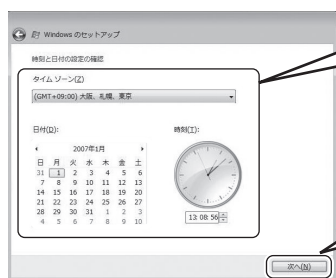 Windows のセットアップ
時刻と日付の設定の確認
タイム ゾーン(Z)
(GMT+09:00) 大阪、札幌、東京
日付(D):
時刻(T):
2007年1月
日 月 火 水 木 金 土
31 1 2 3 4 5 6
7 8 9 10 11 12 13
14 15 16 17 18 19 20
21 22 23 24 25 26 27
28 29 30 31 1 2 3
4 5 6 7 8 9 10
13:08:56
次へ(N)